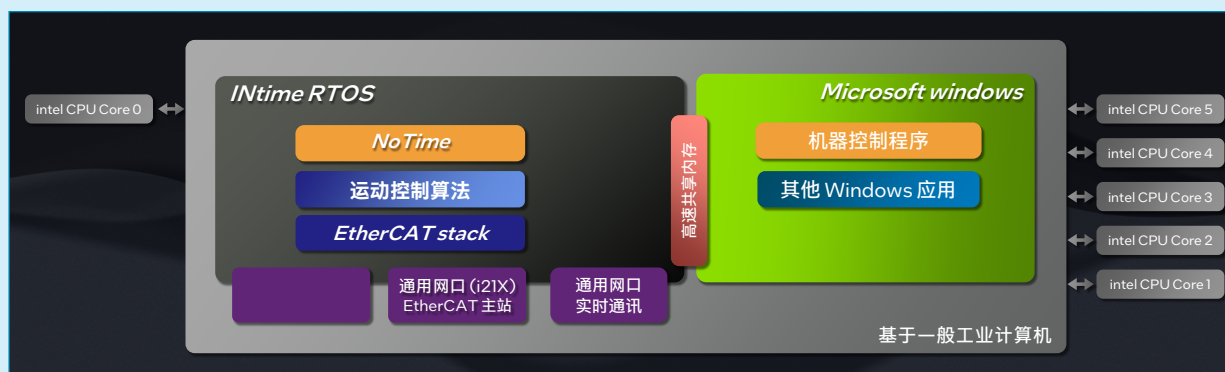 intel CPU Core 0
INtime RTOS
NoTime
运动控制算法
EtherCAT stack
通用网口 (i21X)
EtherCAT 主站
通用网口
实时通讯
高速共享内存
Microsoft windows
机器控制程序
其他 Windows 应用
基于一般工业计算机
intel CPU Core 5
intel CPU Core 4
intel CPU Core 3
intel CPU Core 2
intel CPU Core 1